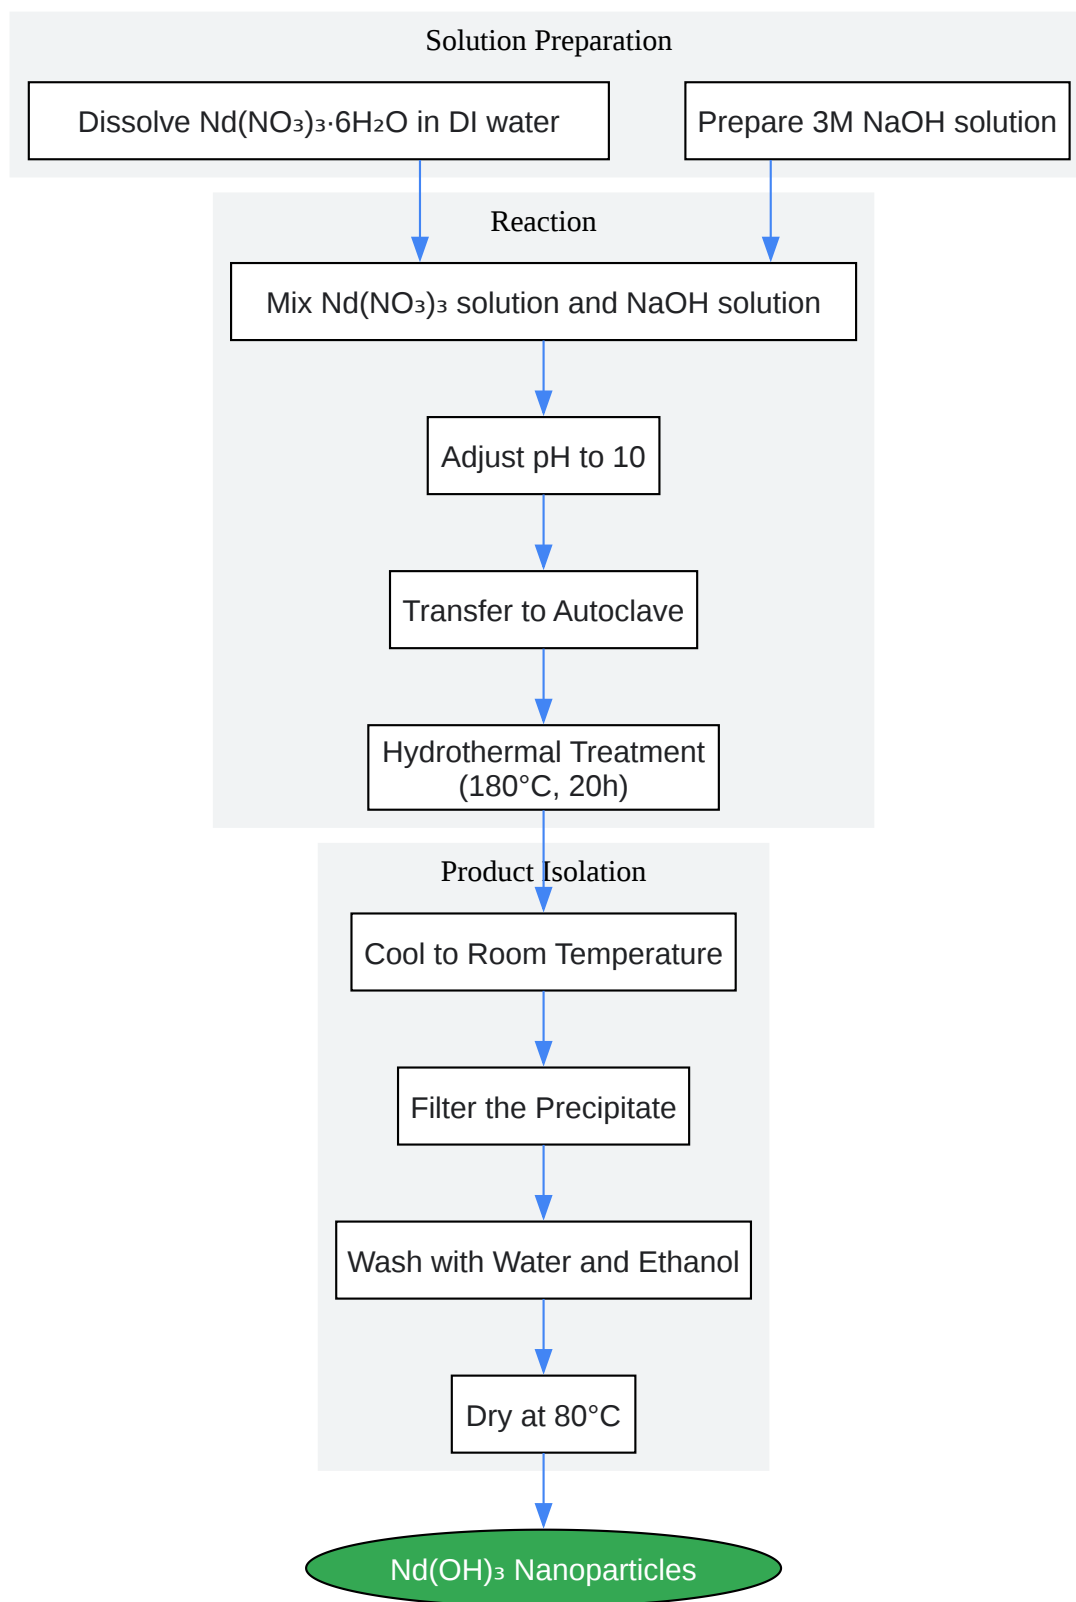 Solution Preparation
Dissolve Nd(NO₃)₃·6H₂O in DI water
Prepare 3M NaOH solution
Reaction
Mix Nd(NO₃)₃ solution and NaOH solution
Adjust pH to 10
Transfer to Autoclave
Hydrothermal Treatment
(180°C, 20h)
Product Isolation
Cool to Room Temperature
Filter the Precipitate
Wash with Water and Ethanol
Dry at 80°C
Nd(OH)₃ Nanoparticles